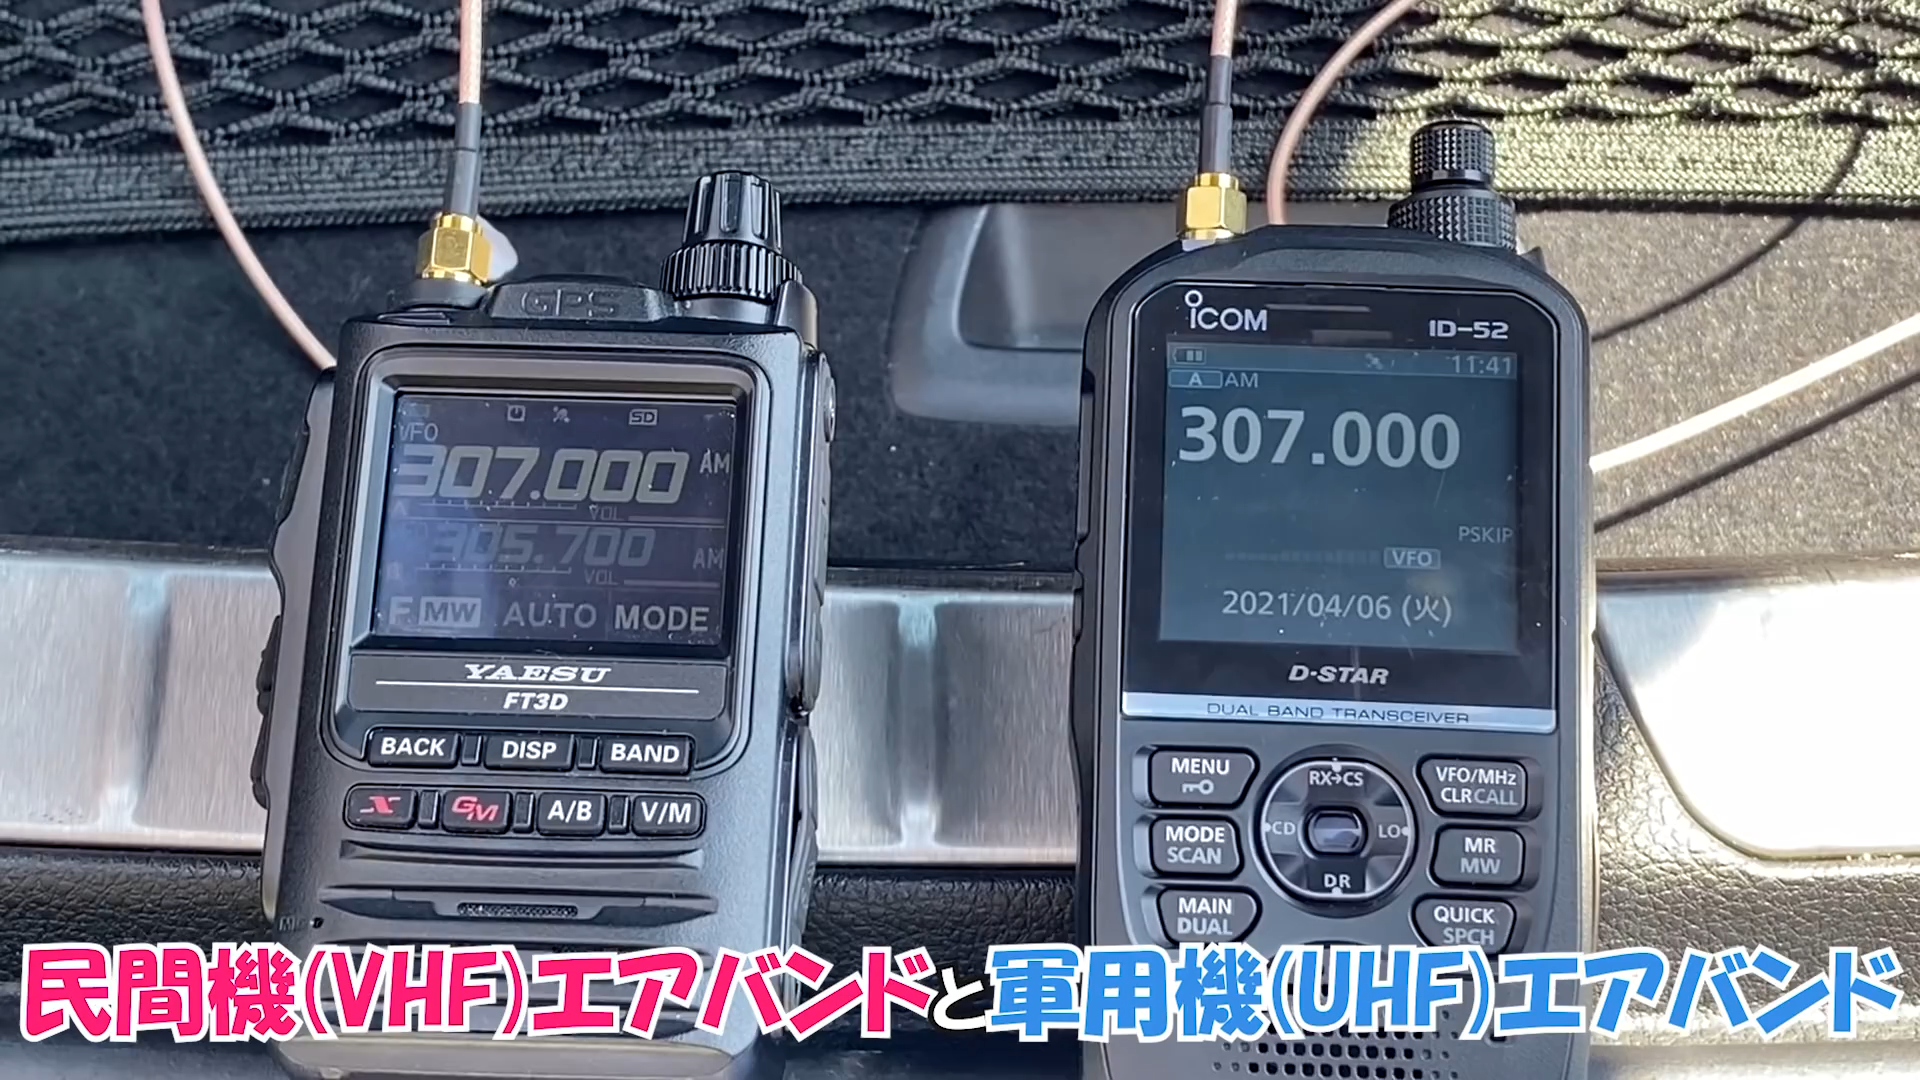 GPS
VFO
SD
307.000 AM
VOL
305.700 AM
VOL
F MW AUTO MODE
YAESU
FT3D
BACK DISP BAND
X GM A/B V/M
MIC
ICOM ID-52
11:41
A AM
307.000
PSKIP
VFO
2021/04/06 (火)
D-STAR
DUAL BAND TRANSCEIVER
MENU RX→CS VFO/MHz
CLR CALL
MODE CD LO MR
SCAN MW
DR
MAIN QUICK
DUAL SPCH
民間機(VHF)エアバンドと軍用機(UHF)エアバンド